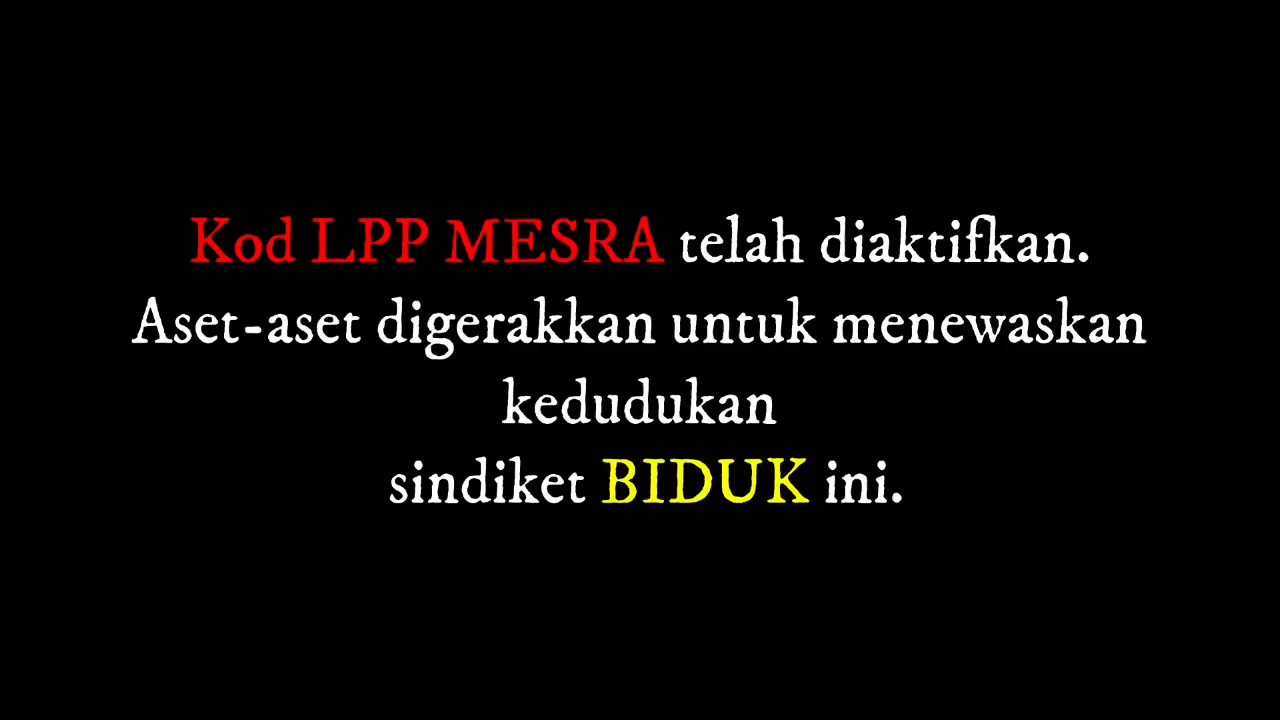 Kod LPP MESRA telah diaktifkan.
Aset-aset digerakkan untuk menewaskan
kedudukan
sindiket BIDUK ini.